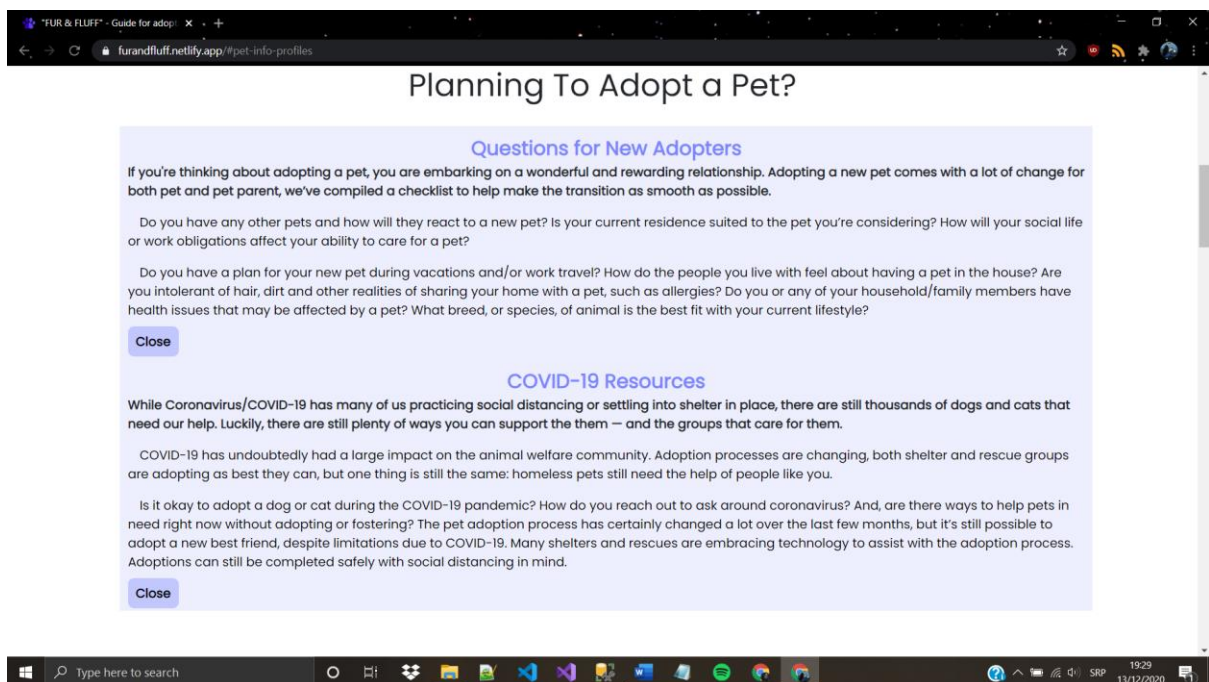 "FUR & FLUFF" - Guide for adopt
furandfluff.netlify.app/#pet-info-profiles
Planning To Adopt a Pet?
Questions for New Adopters
If you're thinking about adopting a pet, you are embarking on a wonderful and rewarding relationship. Adopting a new pet comes with a lot of change for
both pet and pet parent, we've compiled a checklist to help make the transition as smooth as possible.
Do you have any other pets and how will they react to a new pet? Is your current residence suited to the pet you're considering? How will your social life
or work obligations affect your ability to care for a pet?
Do you have a plan for your new pet during vacations and/or work travel? How do the people you live with feel about having a pet in the house? Are
you intolerant of hair, dirt and other realities of sharing your home with a pet, such as allergies? Do you or any of your household/family members have
health issues that may be affected by a pet? What breed, or species, of animal is the best fit with your current lifestyle?
Close
COVID-19 Resources
While Coronavirus/COVID-19 has many of us practicing social distancing or settling into shelter in place, there are still thousands of dogs and cats that
need our help. Luckily, there are still plenty of ways you can support the them — and the groups that care for them.
COVID-19 has undoubtedly had a large impact on the animal welfare community. Adoption processes are changing, both shelter and rescue groups
are adopting as best they can, but one thing is still the same: homeless pets still need the help of people like you.
Is it okay to adopt a dog or cat during the COVID-19 pandemic? How do you reach out to ask around coronavirus? And, are there ways to help pets in
need right now without adopting or fostering? The pet adoption process has certainly changed a lot over the last few months, but it's still possible to
adopt a new best friend, despite limitations due to COVID-19. Many shelters and rescues are embracing technology to assist with the adoption process.
Adoptions can still be completed safely with social distancing in mind.
Close
Type here to search
SRP
19:29
13/12/2020